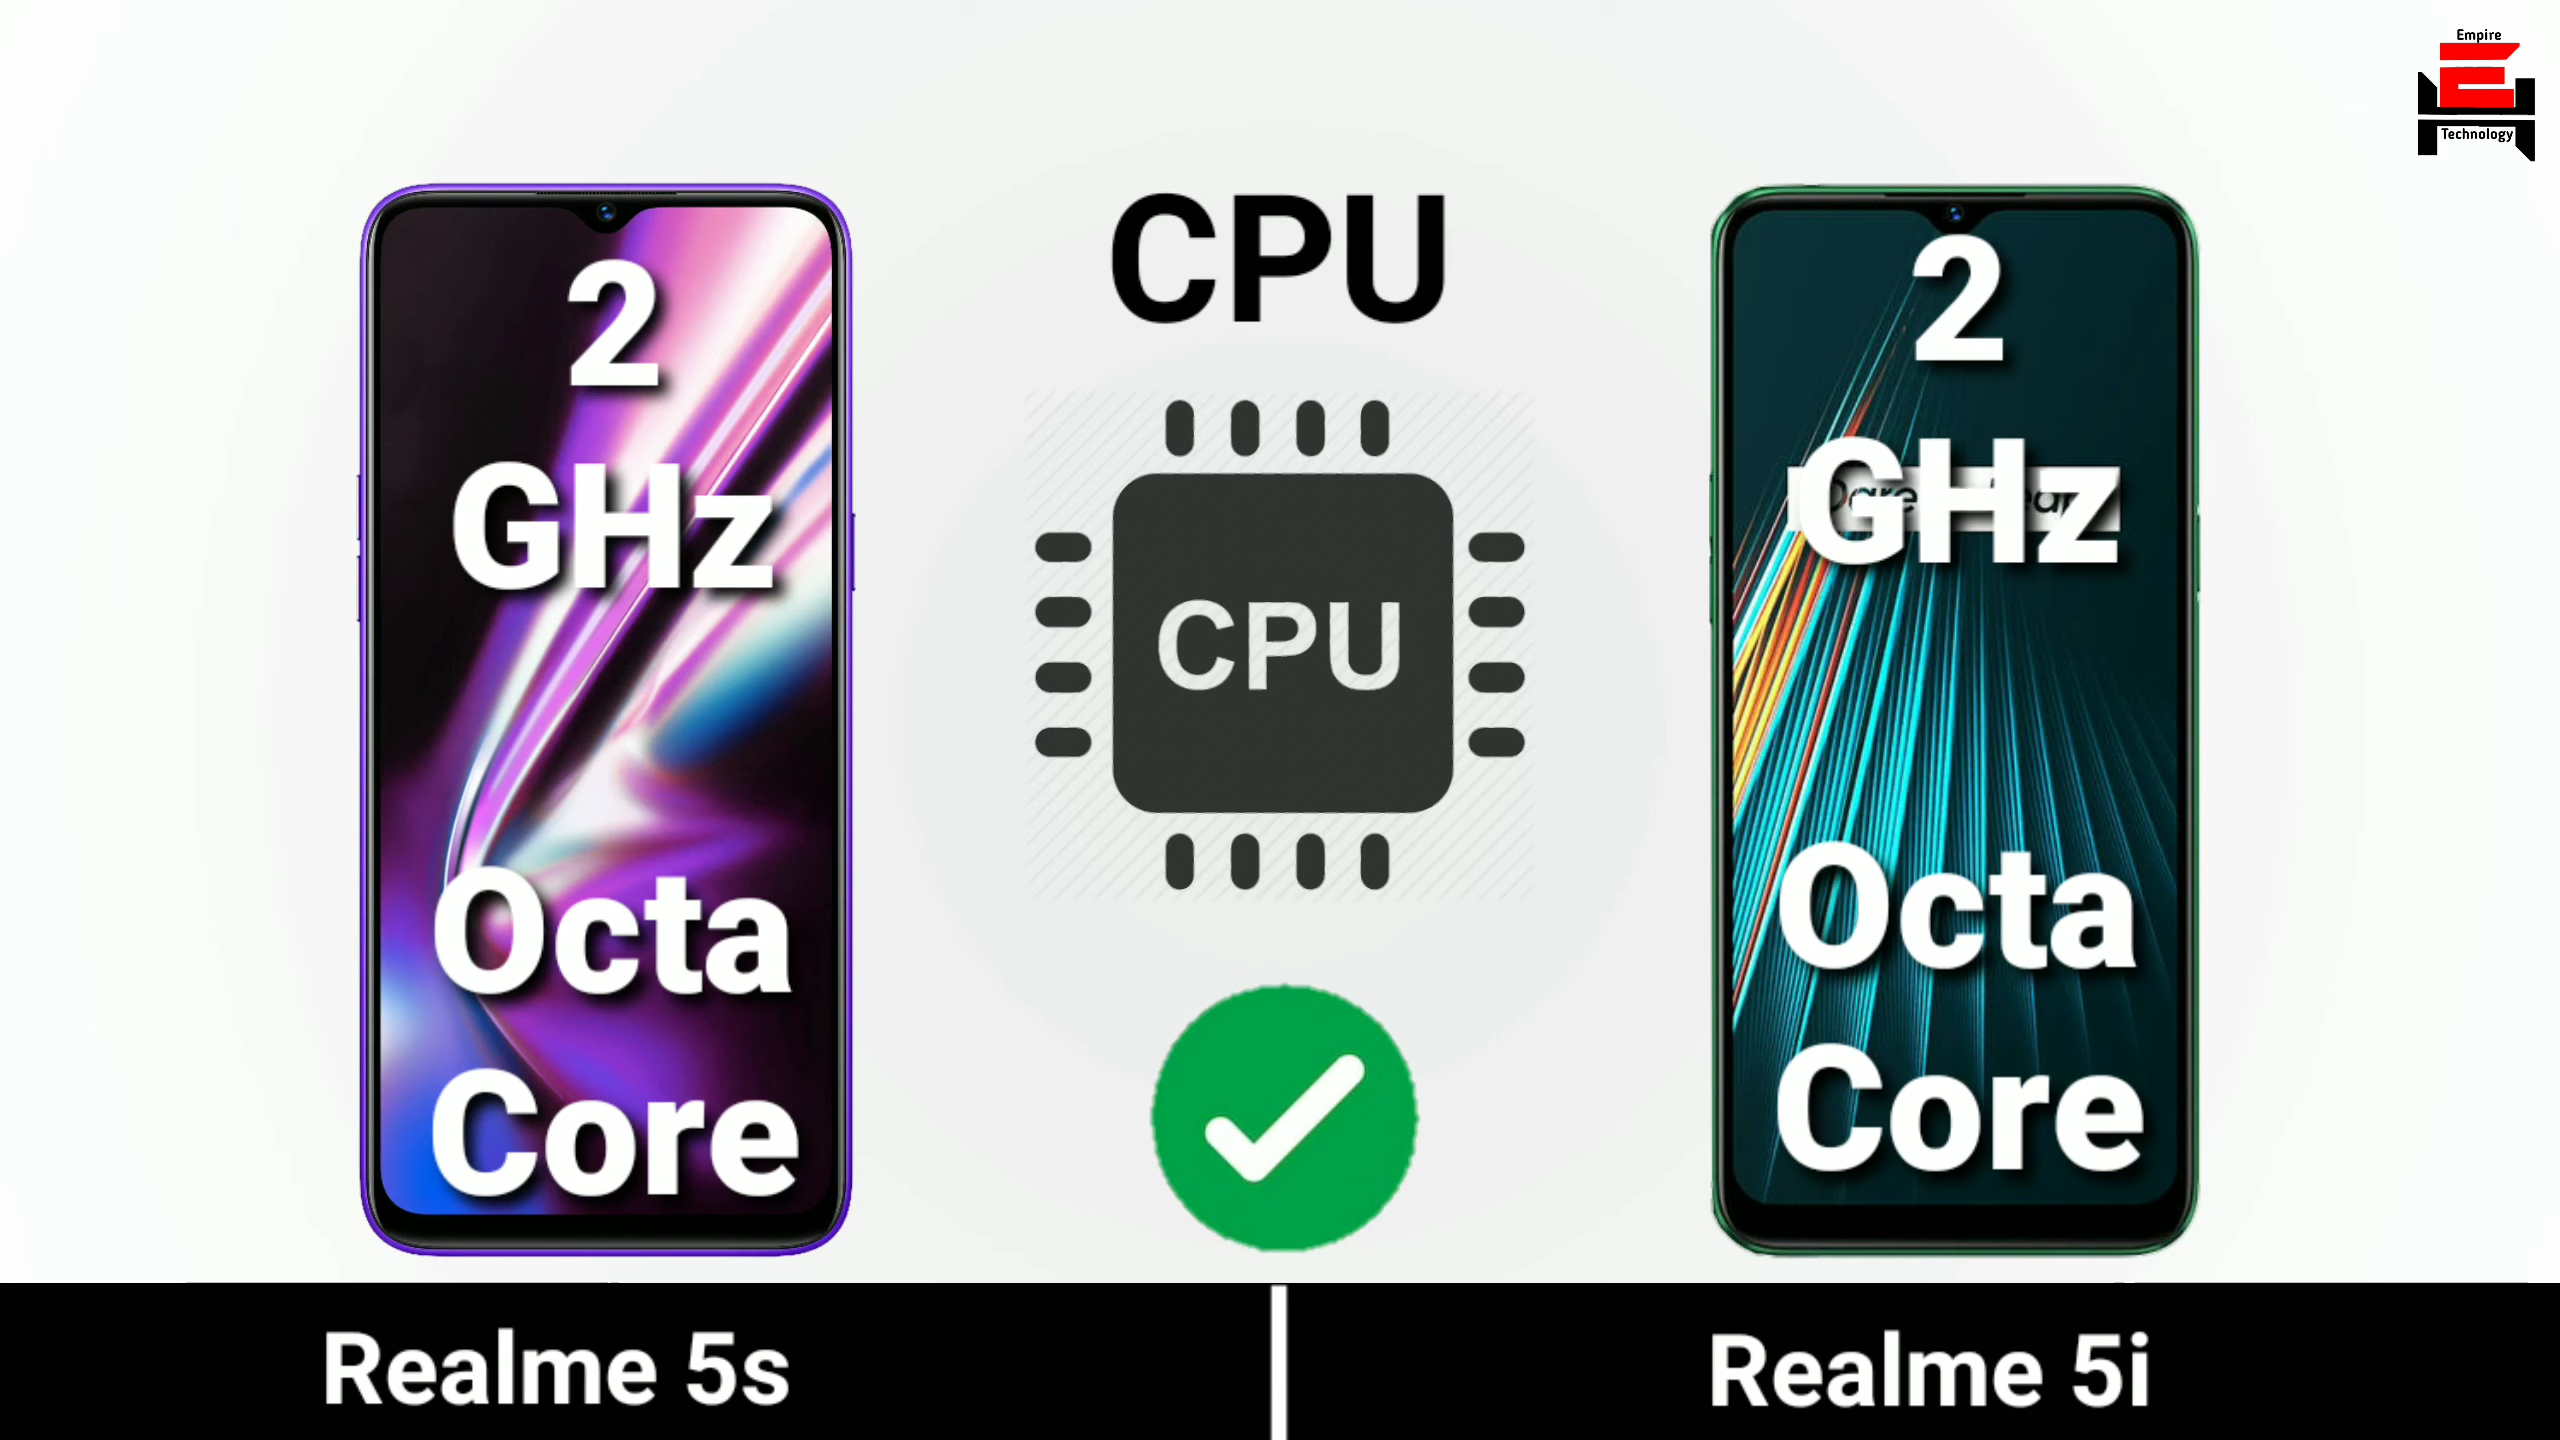 Empire
Technology
CPU
2
GHz
Octa
Core
CPU
2
GHz
Octa
Core
Realme 5s
Realme 5i